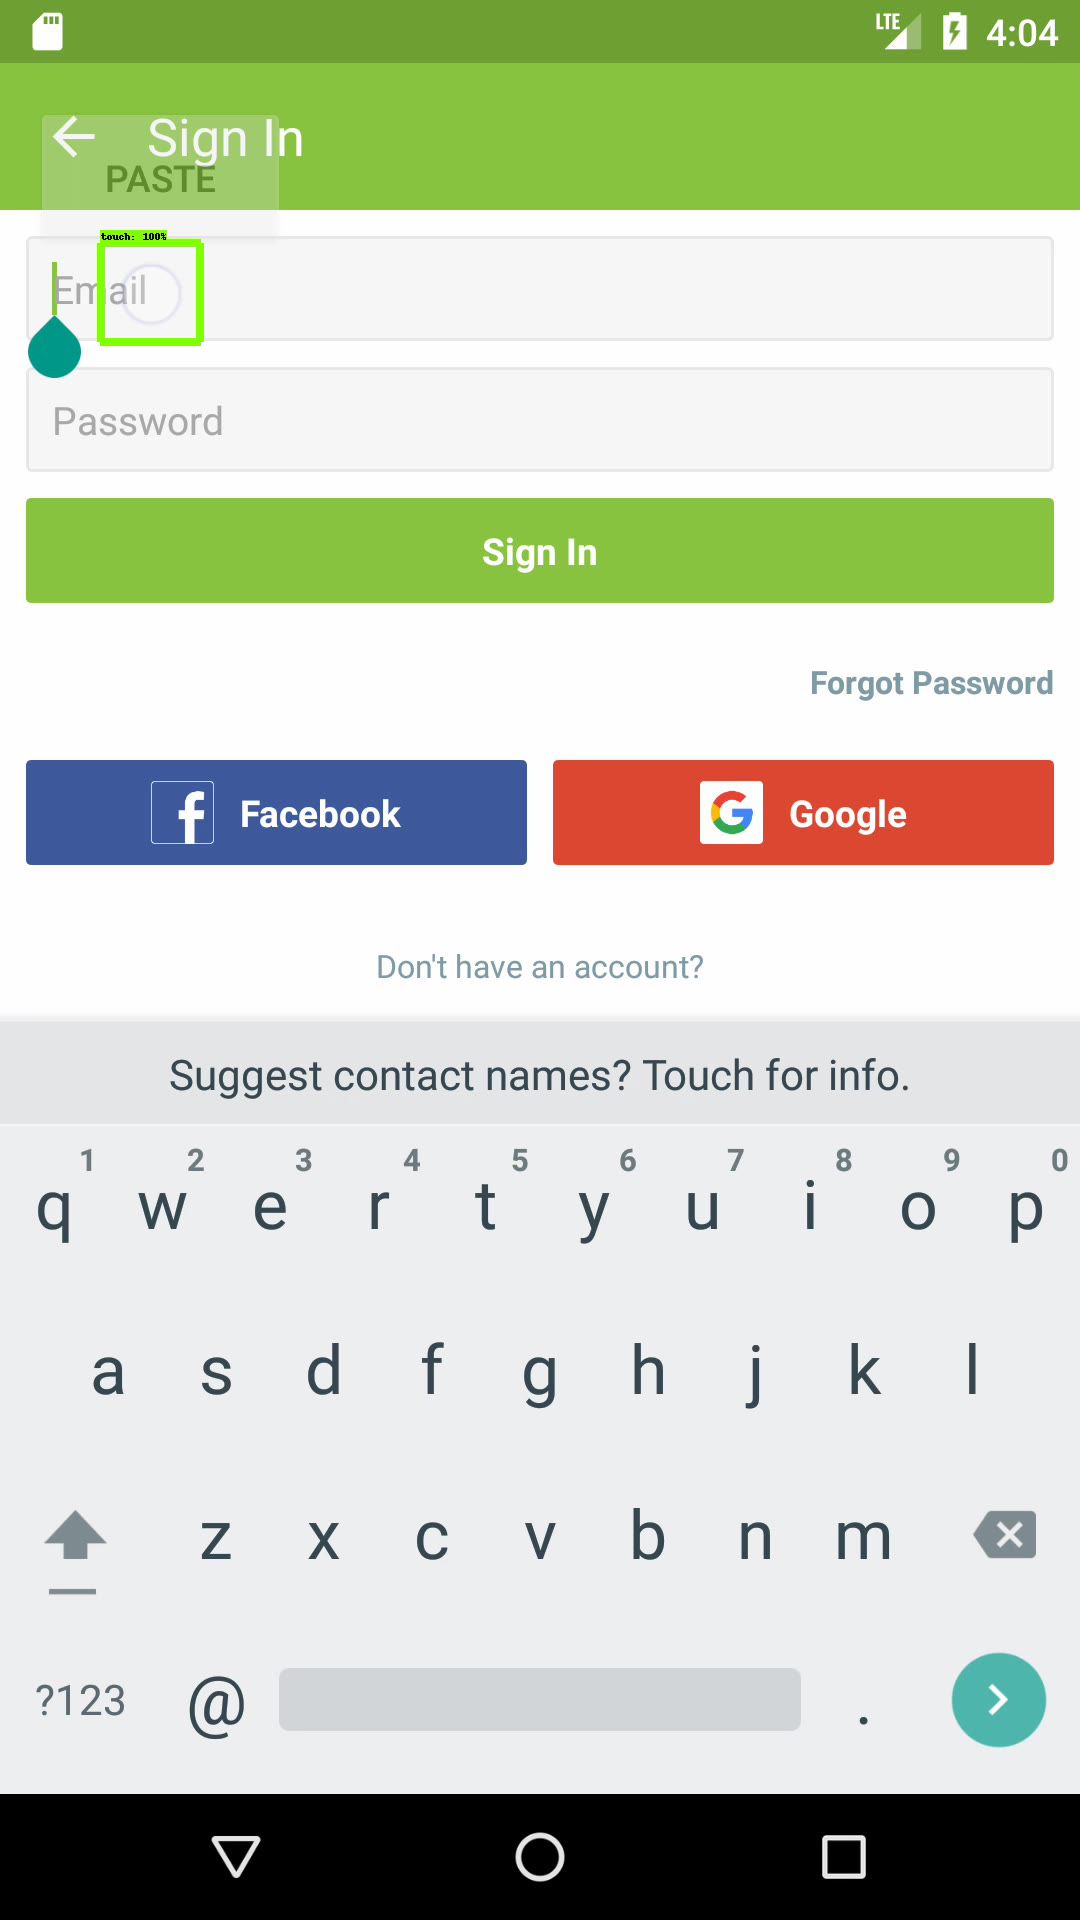 LTE 4:04
Sign In
PASTE
touch: 100%
Email
Password
Sign In
Forgot Password
f Facebook G Google
Don't have an account?
Suggest contact names? Touch for info.
1 2 3 4 5 6 7 8 9 0
q w e r t y u i o p
a s d f g h j k l
z x c v b n m
?123 @ .